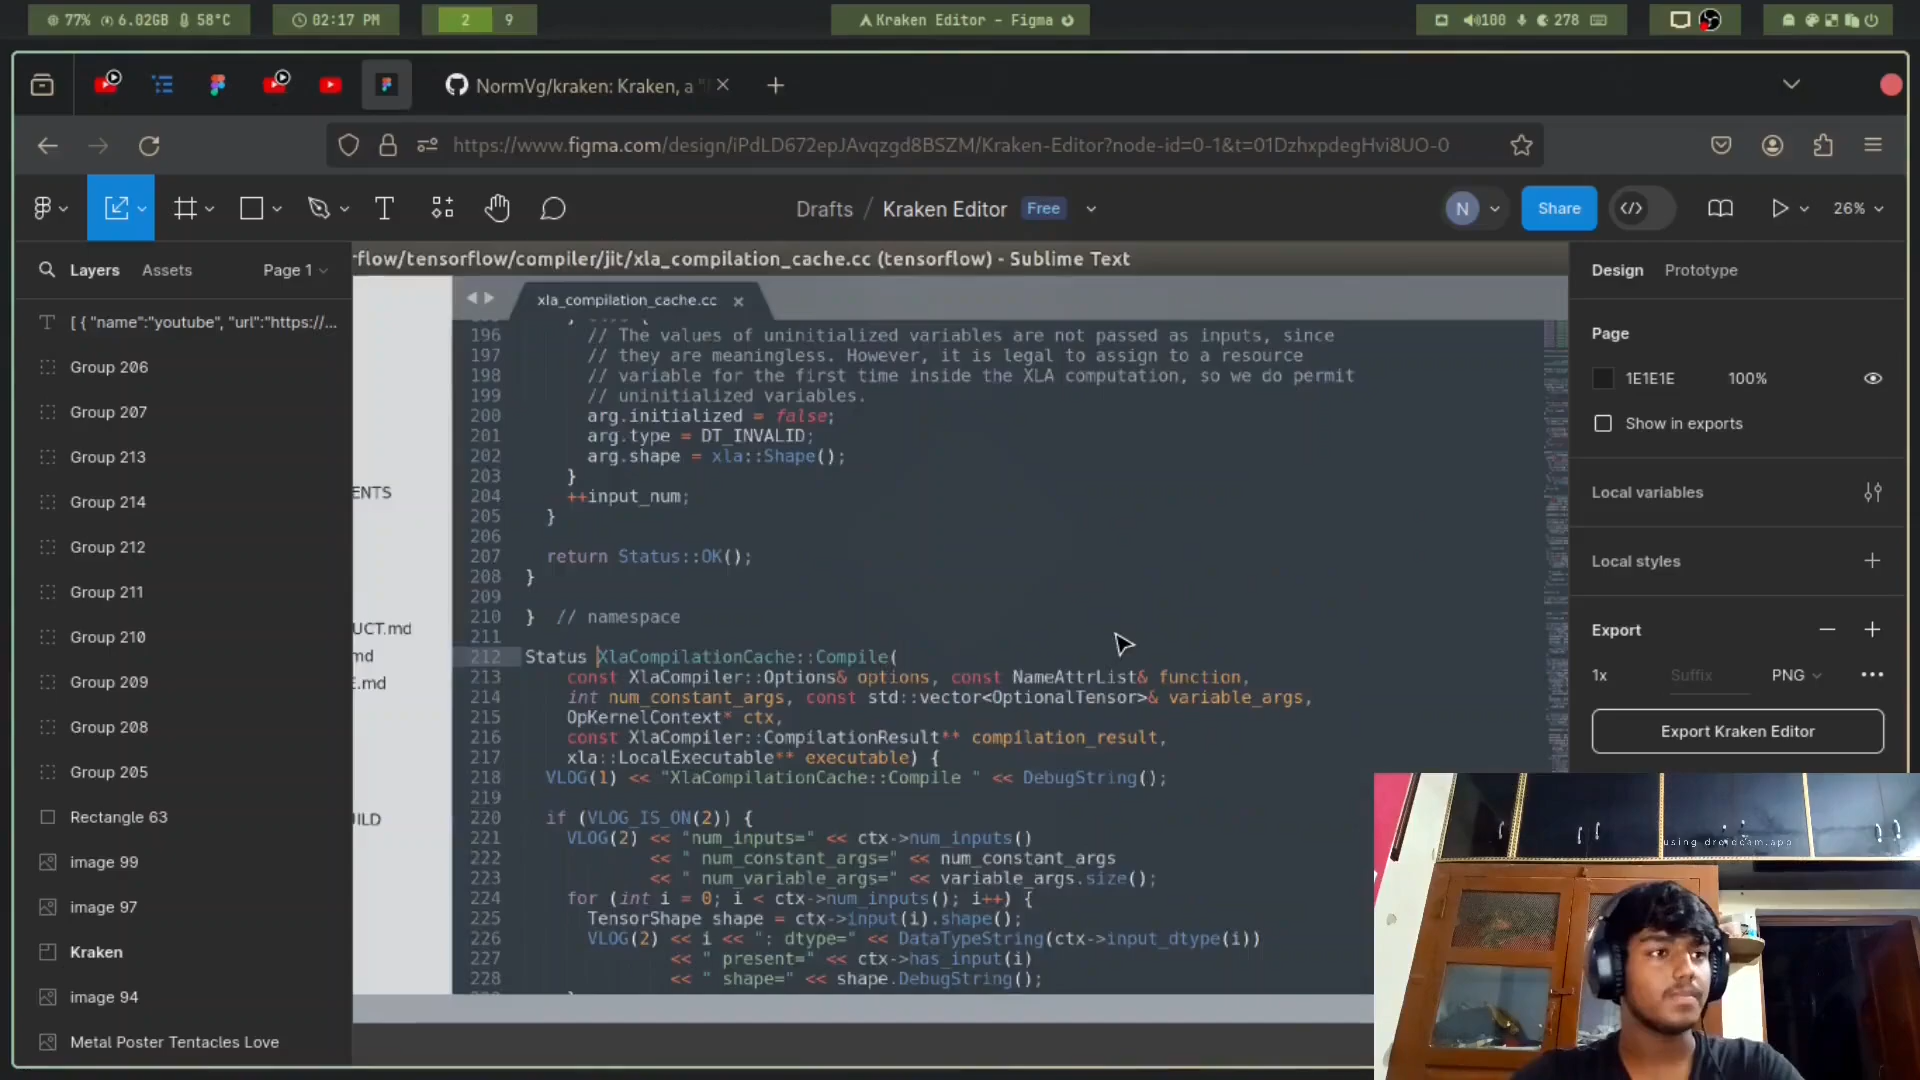 77% 6.02GB 58°C
02:17 PM
2 9
Kraken Editor - Figma
100 278
NormVg/kraken: Kraken, a "
https://www.figma.com/design/iPdLD672epJAvqzgd8BSZM/Kraken-Editor?node-id=0-1&t=01DzhxpdegHvi8UO-0
Drafts / Kraken Editor Free
N
Share
26%
Layers Assets Page 1
[ { "name":"youtube", "url":"https://...
Group 206
Group 207
Group 213
Group 214
Group 212
Group 211
Group 210
Group 209
Group 208
Group 205
Rectangle 63
image 99
image 97
Kraken
image 94
Metal Poster Tentacles Love
rflow/tensorflow/compiler/jit/xla_compilation_cache.cc (tensorflow) - Sublime Text
ENTS
UCT.md
md
E.md
ILD
xla_compilation_cache.cc
196 // The values of uninitialized variables are not passed as inputs, since
197 // they are meaningless. However, it is legal to assign to a resource
198 // variable for the first time inside the XLA computation, so we do permit
199 // uninitialized variables.
200 arg.initialized = false;
201 arg.type = DT_INVALID;
202 arg.shape = xla::Shape();
203 }
204 ++input_num;
205 }
206
207 return Status::OK();
208 }
209
210 } // namespace
211
212 Status XlaCompilationCache::Compile(
213 const XlaCompiler::Options& options, const NameAttrList& function,
214 int num_constant_args, const std::vector<OptionalTensor>& variable_args,
215 OpKernelContext* ctx,
216 const XlaCompiler::CompilationResult** compilation_result,
217 xla::LocalExecutable** executable) {
218 VLOG(1) << "XlaCompilationCache::Compile " << DebugString();
219
220 if (VLOG_IS_ON(2)) {
221 VLOG(2) << "num_inputs=" << ctx->num_inputs()
222 << " num_constant_args=" << num_constant_args
223 << " num_variable_args=" << variable_args.size();
224 for (int i = 0; i < ctx->num_inputs(); i++) {
225 TensorShape shape = ctx->input(i).shape();
226 VLOG(2) << i << ": dtype=" << DataTypeString(ctx->input_dtype(i))
227 << " present=" << ctx->has_input(i)
228 << " shape=" << shape.DebugString();
Design Prototype
Page
1E1E1E 100%
Show in exports
Local variables
Local styles
Export
1x Suffix PNG
Export Kraken Editor
using droidcam.app